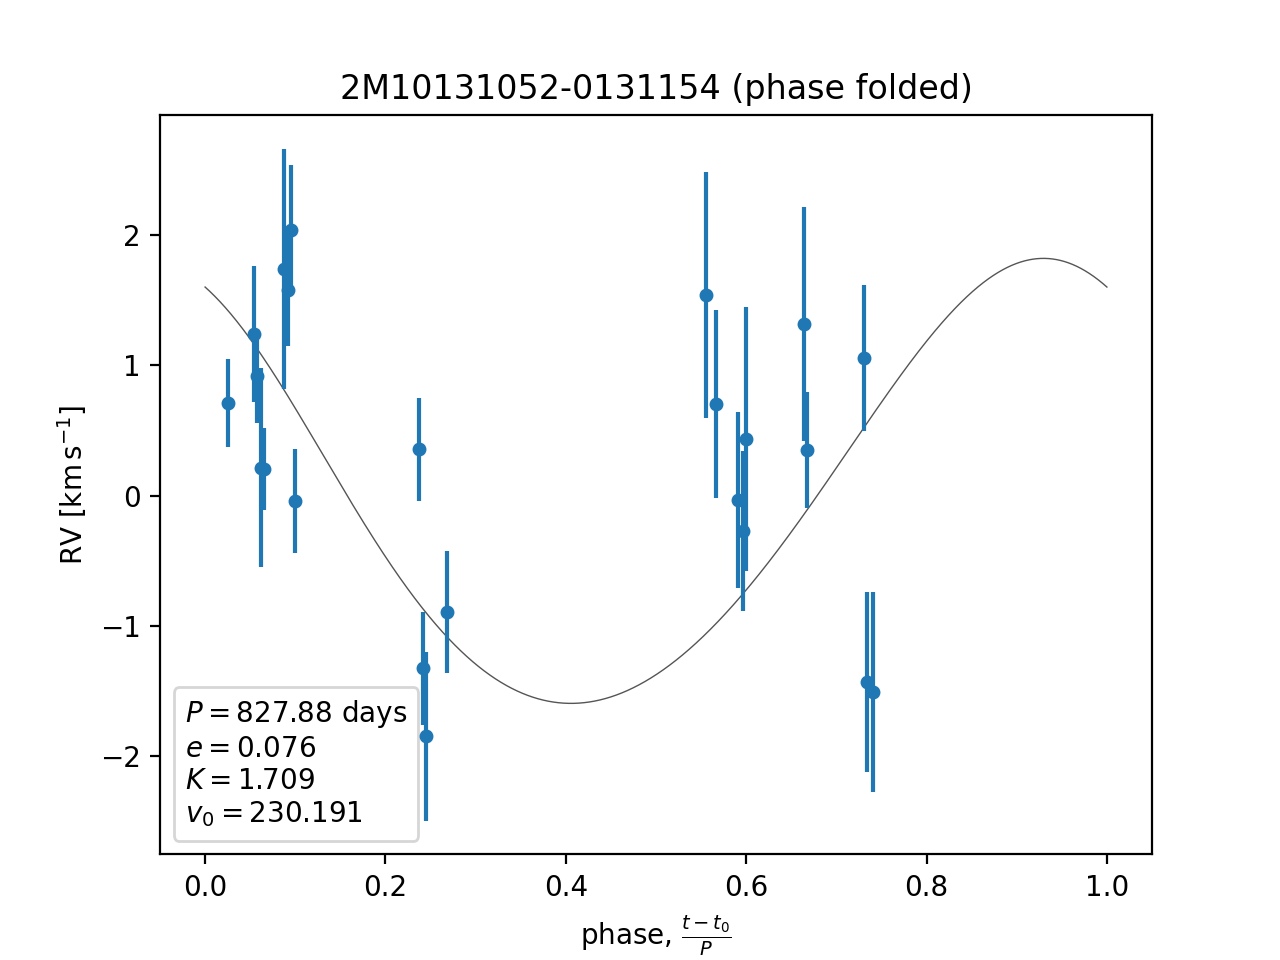 2M10131052-0131154 (phase folded)
RV [km s⁻¹]
2
1
0
−1
−2
P = 827.88 days
e = 0.076
K = 1.709
v₀ = 230.191
0.0 0.2 0.4 0.6 0.8 1.0
phase, (t − t₀)/P